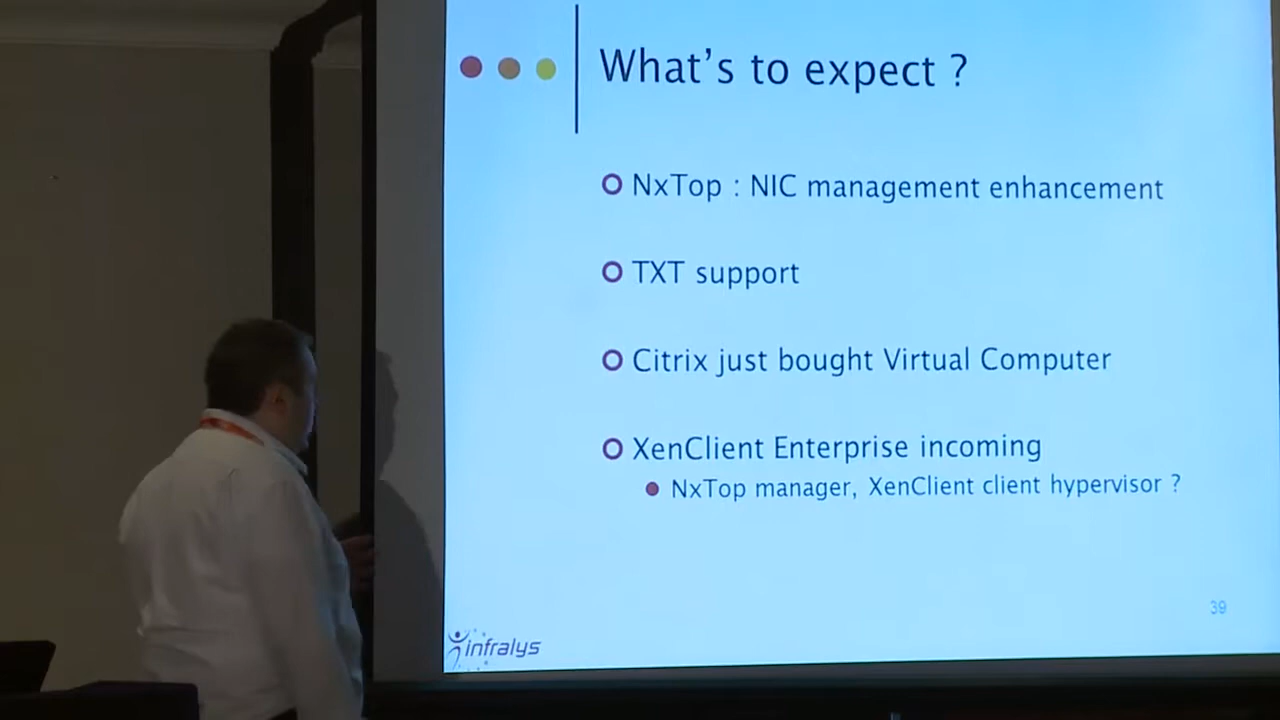 What's to expect ?
NxTop : NIC management enhancement
TXT support
Citrix just bought Virtual Computer
XenClient Enterprise incoming
NxTop manager, XenClient client hypervisor ?
39
infralys